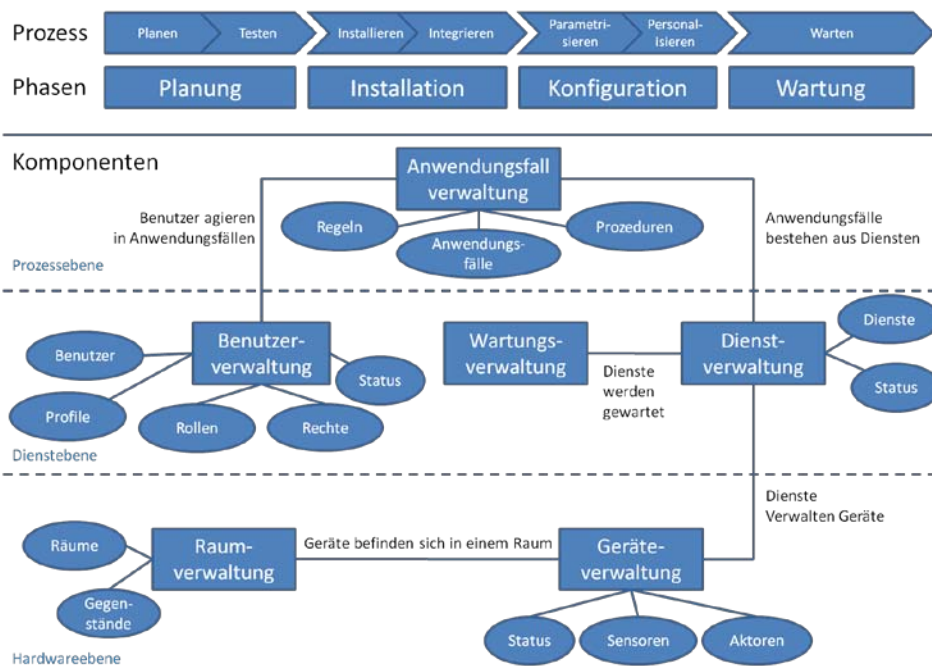 Prozess
Planen
Testen
Installieren
Integrieren
Parametri-
sieren
Personal-
isieren
Warten
Phasen
Planung
Installation
Konfiguration
Wartung
Komponenten
Anwendungsfall
verwaltung
Benutzer agieren
in Anwendungsfällen
Regeln
Anwendungs-
fälle
Prozeduren
Anwendungsfälle
bestehen aus Diensten
Prozessebene
Benutzer
Profile
Benutzer-
verwaltung
Rollen
Rechte
Status
Wartungs-
verwaltung
Dienste
werden
gewartet
Dienst-
verwaltung
Dienste
Status
Dienstebene
Dienste
Verwalten Geräte
Räume
Gegen-
stände
Raum-
verwaltung
Geräte befinden sich in einem Raum
Geräte-
verwaltung
Status
Sensoren
Aktoren
Hardwareebene